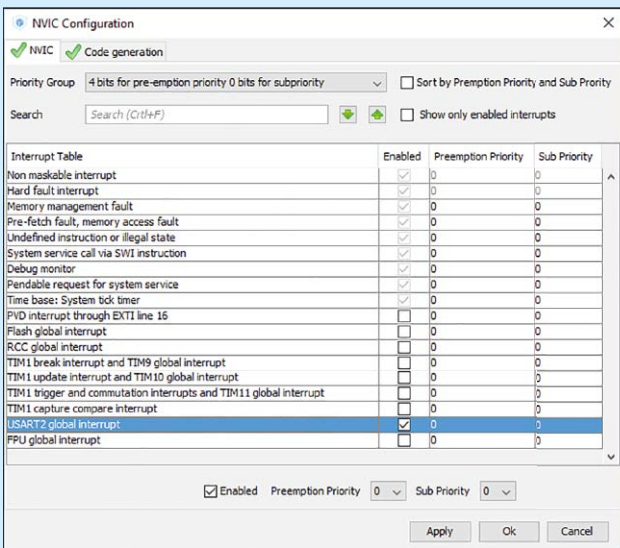 NVIC Configuration
NVIC Code generation
Priority Group 4 bits for pre-emption priority 0 bits for subpriority Sort by Premption Priority and Sub Prority
Search Search (Crtl+F) Show only enabled interrupts
Interrupt Table Enabled Preemption Priority Sub Priority
Non maskable interrupt 0 0
Hard fault interrupt 0 0
Memory management fault 0 0
Pre-fetch fault, memory access fault 0 0
Undefined instruction or illegal state 0 0
System service call via SWI instruction 0 0
Debug monitor 0 0
Pendable request for system service 0 0
Time base: System tick timer 0 0
PVD interrupt through EXTI line 16 0 0
Flash global interrupt 0 0
RCC global interrupt 0 0
TIM1 break interrupt and TIM9 global interrupt 0 0
TIM1 update interrupt and TIM10 global interrupt 0 0
TIM1 trigger and commutation interrupts and TIM11 global interrupt 0 0
TIM1 capture compare interrupt 0 0
USART2 global interrupt 0 0
FPU global interrupt 0 0
Enabled Preemption Priority 0 Sub Priority 0
Apply Ok Cancel